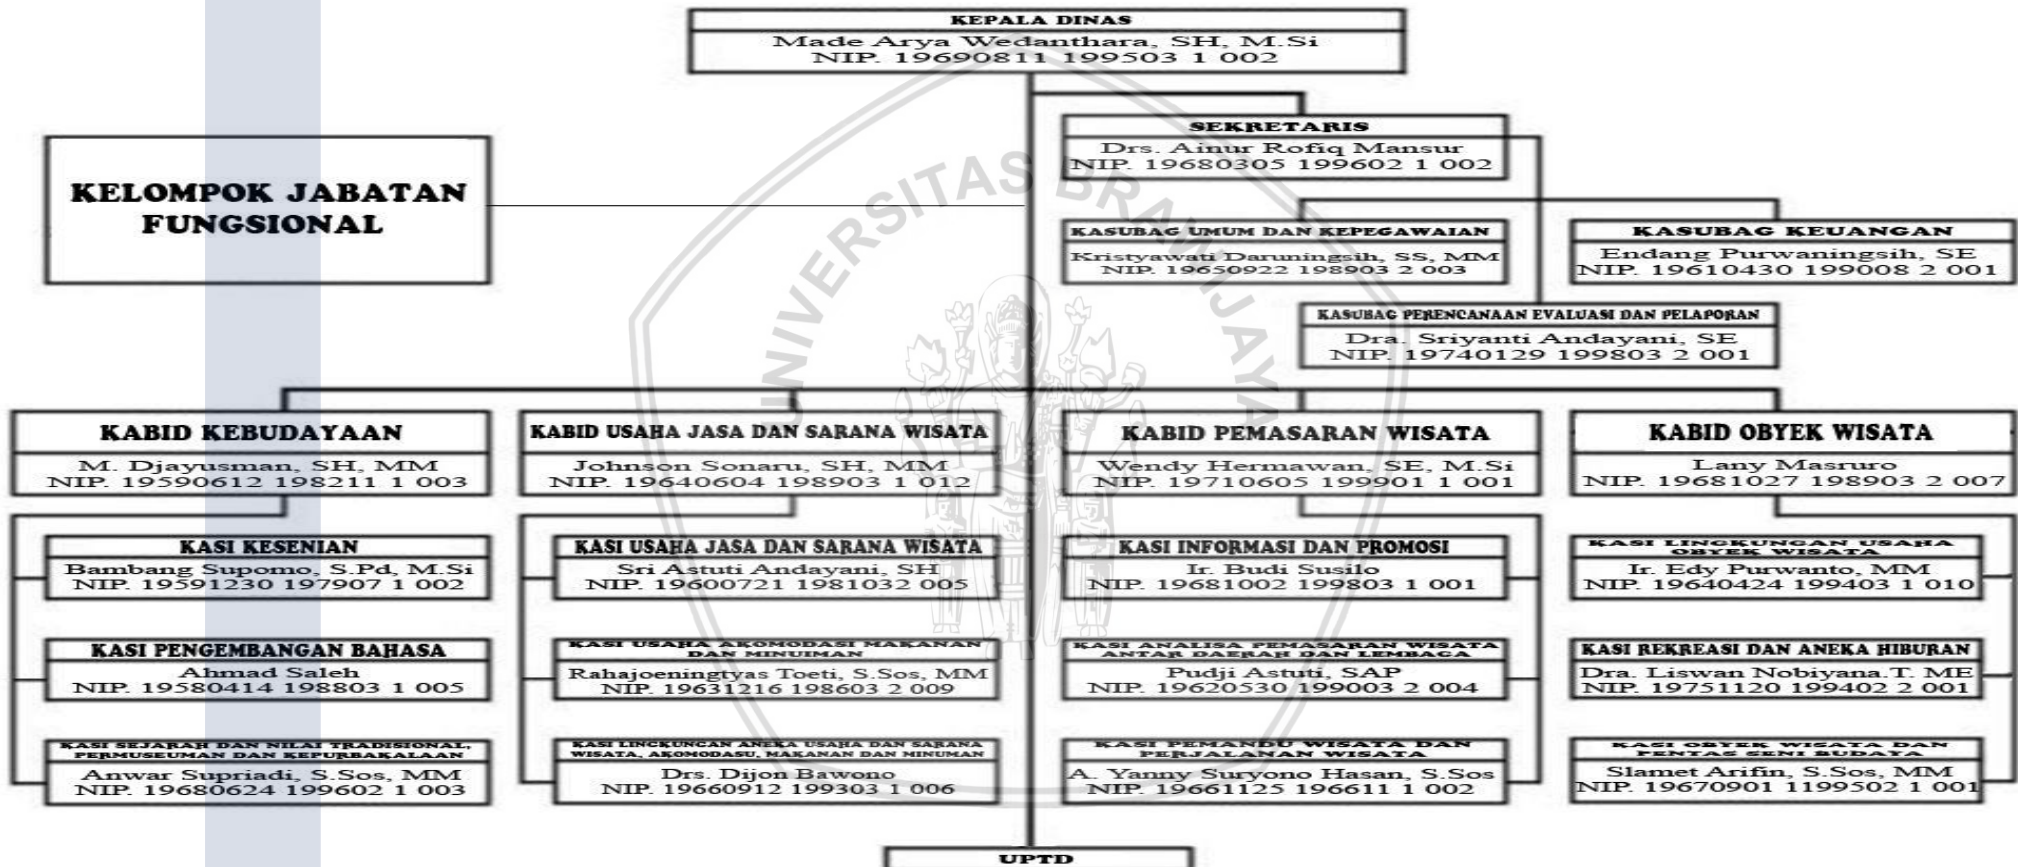 KEPALA DINAS
Made Arya Wedanthara, SH, M.Si
NIP. 19690811 199503 1 002
SEKRETARIS
Drs. Ainur Rofiq Mansur
NIP. 19680305 199602 1 002
KELOMPOK JABATAN
FUNGSIONAL
KASUBAG UMUM DAN KEPEGAWAIAN
Kristyawati Daruningsih, SS, MM
NIP. 19650922 198903 2 003
KASUBAG KEUANGAN
Endang Purwaningsih, SE
NIP. 19610430 199008 2 001
KASUBAG PERENCANAAN EVALUASI DAN PELAPORAN
Dra. Sriyanti Andayani, SE
NIP. 19740129 199803 2 001
KABID KEBUDAYAAN
M. Djayusman, SH, MM
NIP. 19590612 198211 1 003
KASI KESENIAN
Bambang Supomo, S.Pd, M.Si
NIP. 19591230 197907 1 002
KASI PENGEMBANGAN BAHASA
Ahmad Saleh
NIP. 19580414 198803 1 005
KASI SEJARAH DAN NILAI TRADISIONAL,
PERMUSEUMAN DAN KEPURBAKALAAN
Anwar Supriadi, S.Sos, MM
NIP. 19680624 199602 1 003
KABID USAHA JASA DAN SARANA WISATA
Johnson Sonaru, SH, MM
NIP. 19640604 198903 1 012
KASI USAHA JASA DAN SARANA WISATA
Sri Astuti Andayani, SH
NIP. 19600721 1981032 005
KASI USAHA AKOMODASI MAKANAN
DAN MINUIMAN
Rahajoeningtyas Toeti, S.Sos, MM
NIP. 19631216 198603 2 009
KASI LINGKUNGAN ANEKA USAHA DAN SARANA
WISATA, AKOMODASU, MAKANAN DAN MINUMAN
Drs. Dijon Bawono
NIP. 19660912 199303 1 006
KABID PEMASARAN WISATA
Wendy Hermawan, SE, M.Si
NIP. 19710605 199901 1 001
KASI INFORMASI DAN PROMOSI
Ir. Budi Susilo
NIP. 19681002 199803 1 001
KASI ANALISA PEMASARAN WISATA
ANTAR DAERAH DAN LEMBAGA
Pudji Astuti, SAP
NIP. 19620530 199003 2 004
KASI PEMANDU WISATA DAN
PERJALANAN WISATA
A. Yanny Suryono Hasan, S.Sos
NIP. 19661125 196611 1 002
KABID OBYEK WISATA
Lany Masruro
NIP. 19681027 198903 2 007
KASI LINGKUNGAN USAHA
OBYEK WISATA
Ir. Edy Purwanto, MM
NIP. 19640424 199403 1 010
KASI REKREASI DAN ANEKA HIBURAN
Dra. Liswan Nobiyana.T. ME
NIP. 19751120 199402 2 001
KASI OBYEK WISATA DAN
PENTAS SENI BUDAYA
Slamet Arifin, S.Sos, MM
NIP. 19670901 1199502 1 001
UPTD
UNIVERSITAS BRAWIJAYA